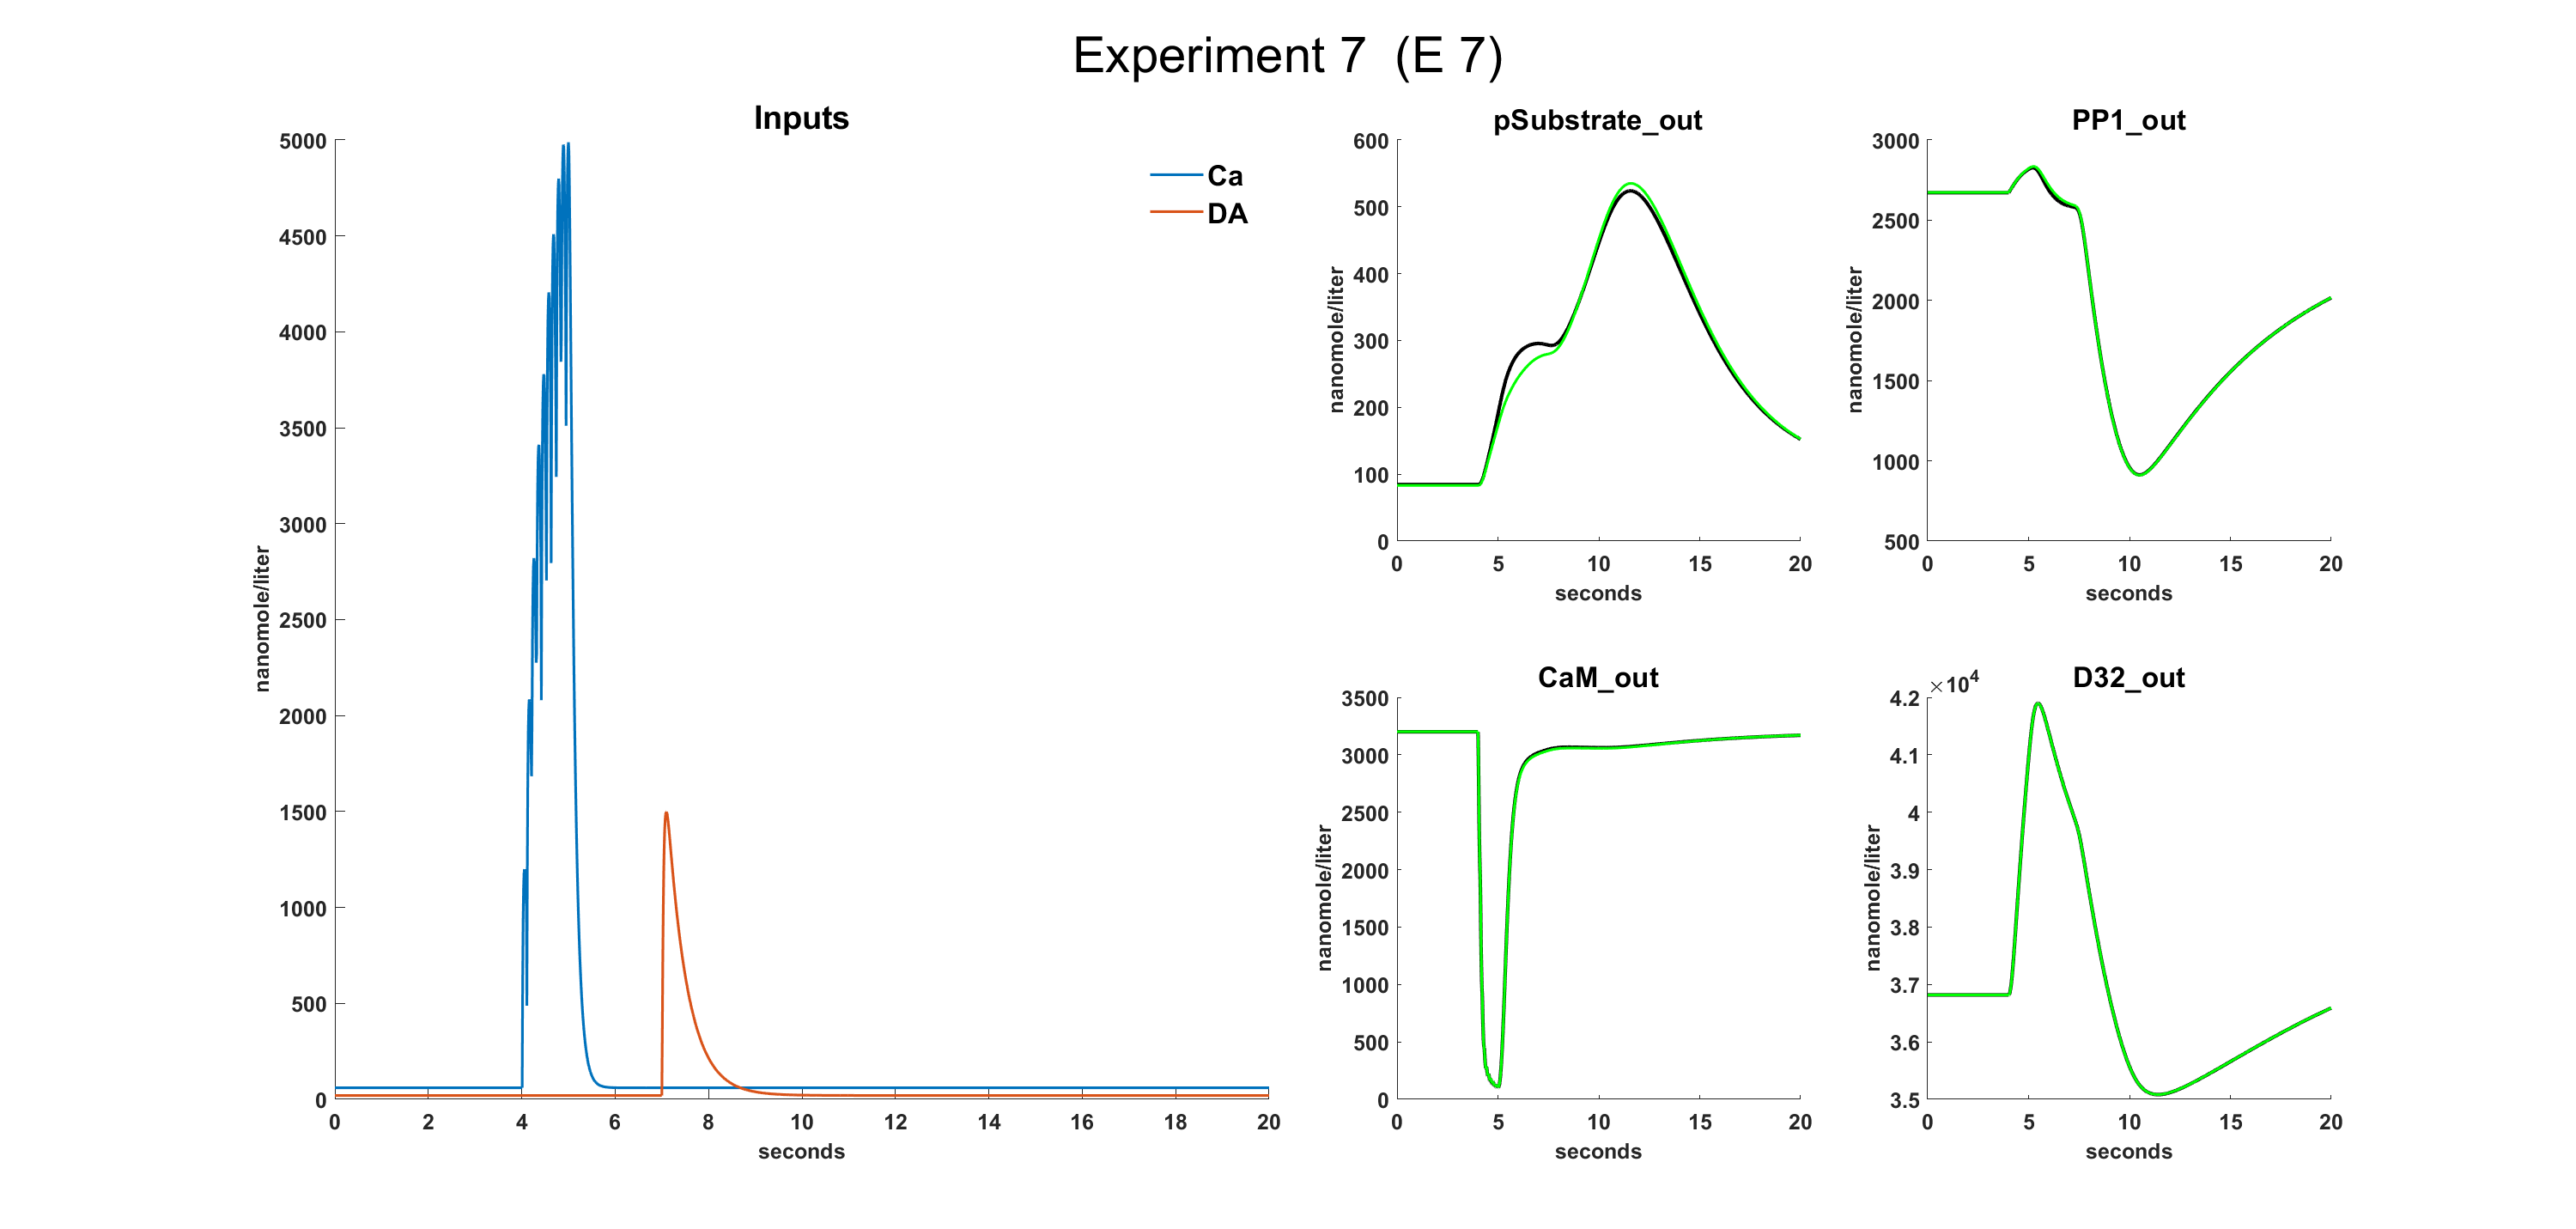 Experiment 7 (E 7)
Inputs
5000
4500
4000
3500
3000
2500
2000
1500
1000
500
0
nanomole/liter
0 2 4 6 8 10 12 14 16 18 20
seconds
Ca
DA
pSubstrate_out
600
500
400
300
200
100
0
nanomole/liter
0 5 10 15 20
seconds
PP1_out
3000
2500
2000
1500
1000
500
nanomole/liter
0 5 10 15 20
seconds
CaM_out
3500
3000
2500
2000
1500
1000
500
0
nanomole/liter
0 5 10 15 20
seconds
D32_out
×10⁴
4.2
4.1
4
3.9
3.8
3.7
3.6
3.5
nanomole/liter
0 5 10 15 20
seconds